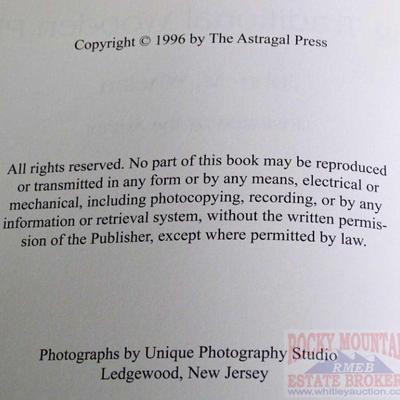 Copyright © 1996 by The Astragal Press
All rights reserved. No part of this book may be reproduced
or transmitted in any form or by any means, electrical or
mechanical, including photocopying, recording, or by any
information or retrieval system, without the written permis-
sion of the Publisher, except where permitted by law.
Photographs by Unique Photography Studio
Ledgewood, New Jersey
ROCKY MOUNTAI
RMEB
ESTATE BROKER
www.whitleyauction.com